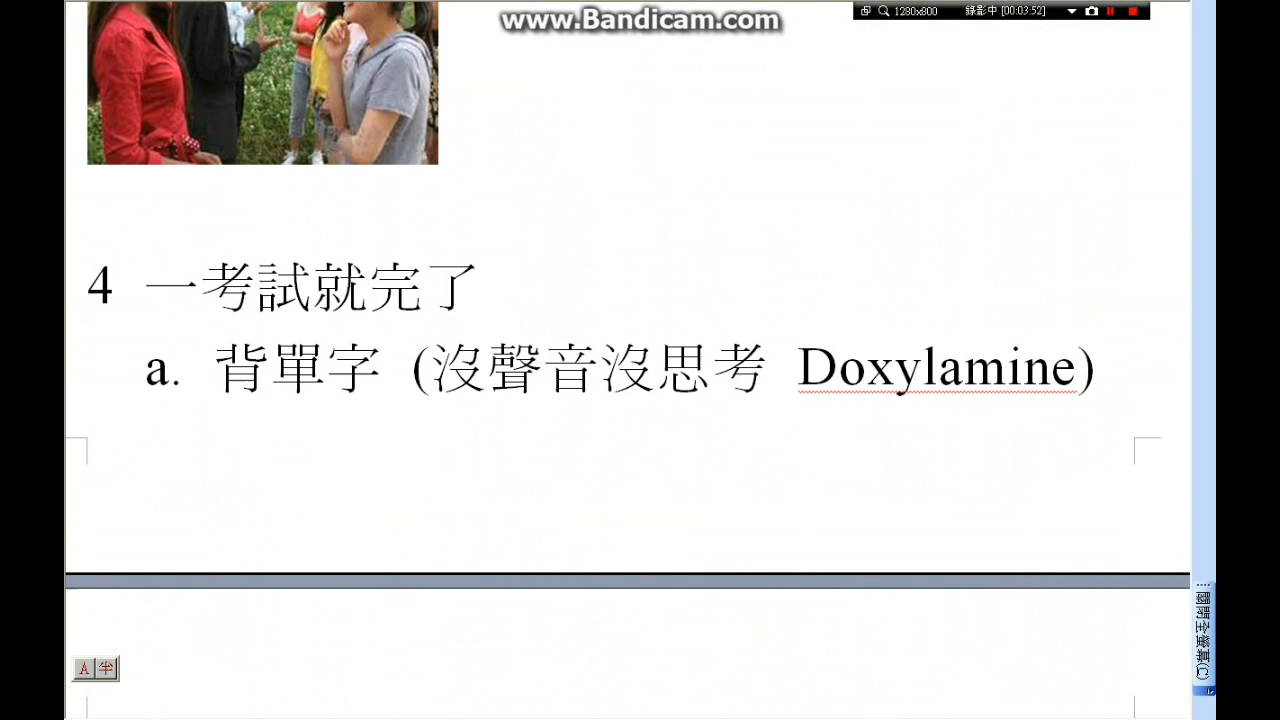 www.Bandicam.com
1280x800 錄影中 [00:03:52]
4 一考試就完了
a. 背單字 (沒聲音沒思考 Doxylamine)
關閉全螢幕(C)
A 半